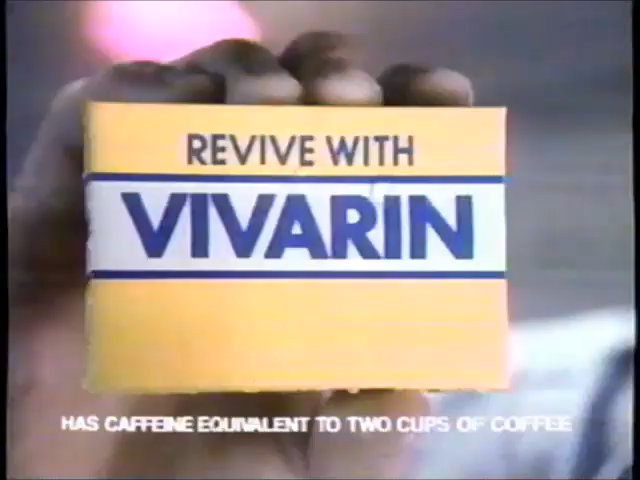 REVIVE WITH
VIVARIN
HAS CAFFEINE EQUIVALENT TO TWO CUPS OF COFFEE